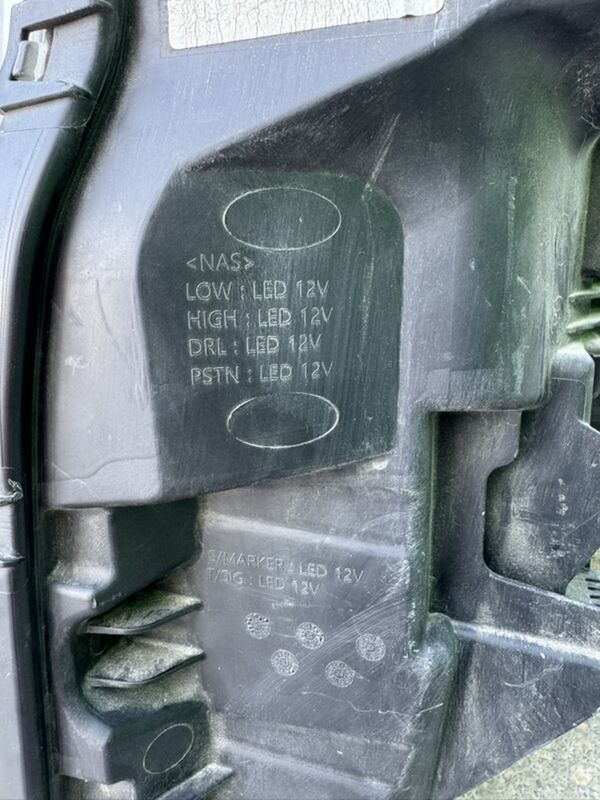 <NAS>
LOW : LED 12V
HIGH : LED 12V
DRL : LED 12V
PSTN : LED 12V
S/MARKER : LED 12V
T/SIG : LED 12V